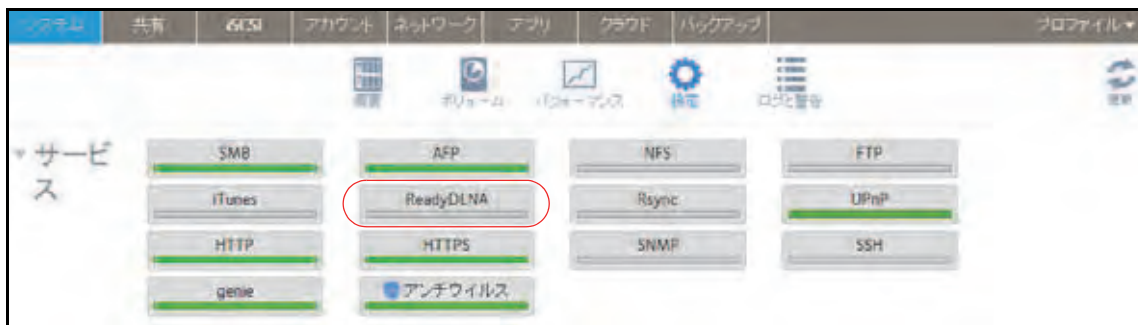 システム 共有 iSCSI アカウント ネットワーク アプリ クラウド バックアップ プロファイル
概要 ボリューム パフォーマンス 設定 ログと警告 更新
サービス
SMB AFP NFS FTP
iTunes ReadyDLNA Rsync UPnP
HTTP HTTPS SNMP SSH
genie アンチウイルス